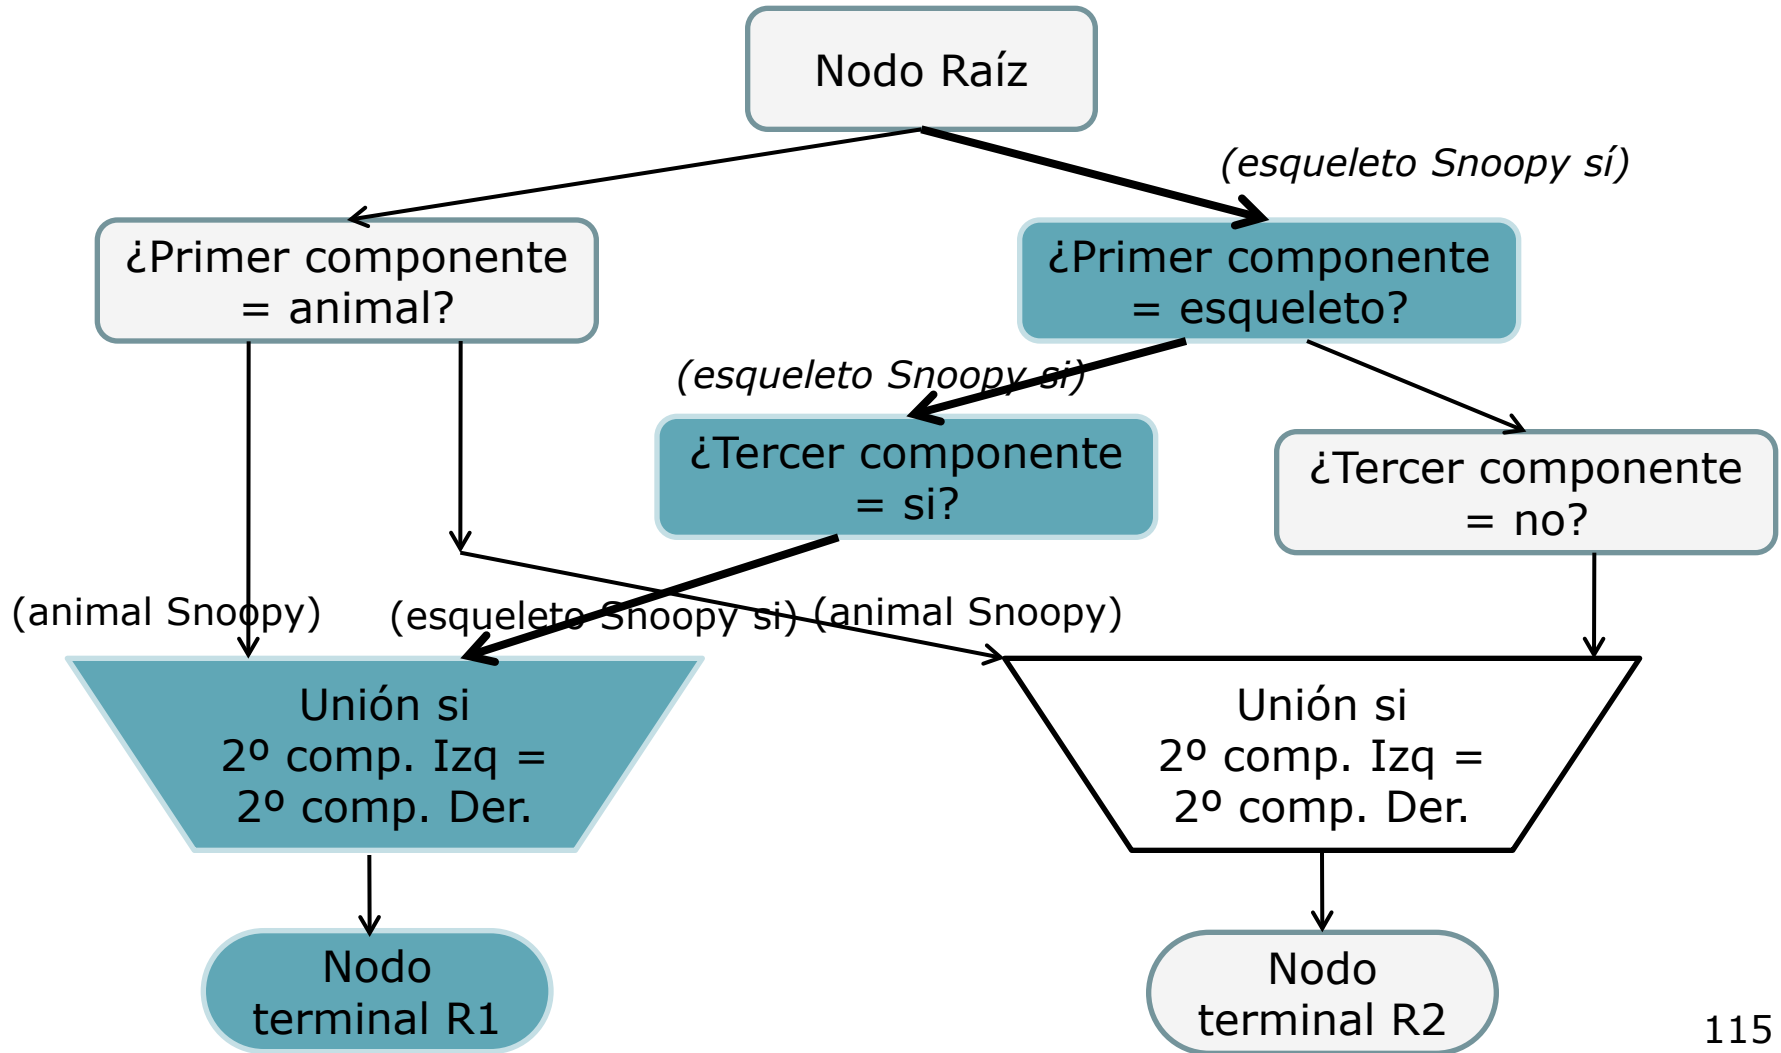 Nodo Raíz
(esqueleto Snoopy sí)
¿Primer componente
= animal?
¿Primer componente
= esqueleto?
(esqueleto Snoopy si)
¿Tercer componente
= si?
¿Tercer componente
= no?
(animal Snoopy)
(esqueleto Snoopy si)
(animal Snoopy)
Unión si
2º comp. Izq =
2º comp. Der.
Unión si
2º comp. Izq =
2º comp. Der.
Nodo
terminal R1
Nodo
terminal R2
115